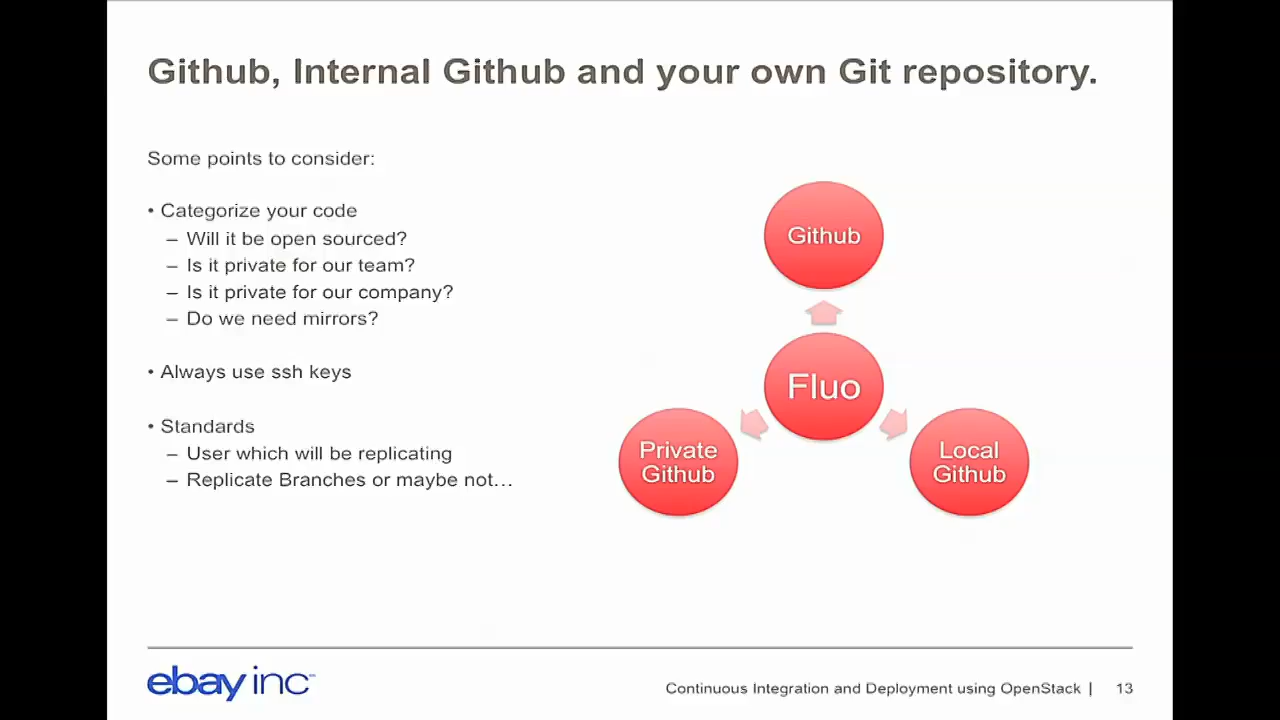 Github, Internal Github and your own Git repository.
Some points to consider:
• Categorize your code
– Will it be open sourced?
– Is it private for our team?
– Is it private for our company?
– Do we need mirrors?
• Always use ssh keys
• Standards
– User which will be replicating
– Replicate Branches or maybe not…
Github
Fluo
Private
Github
Local
Github
ebay inc™
Continuous Integration and Deployment using OpenStack | 13